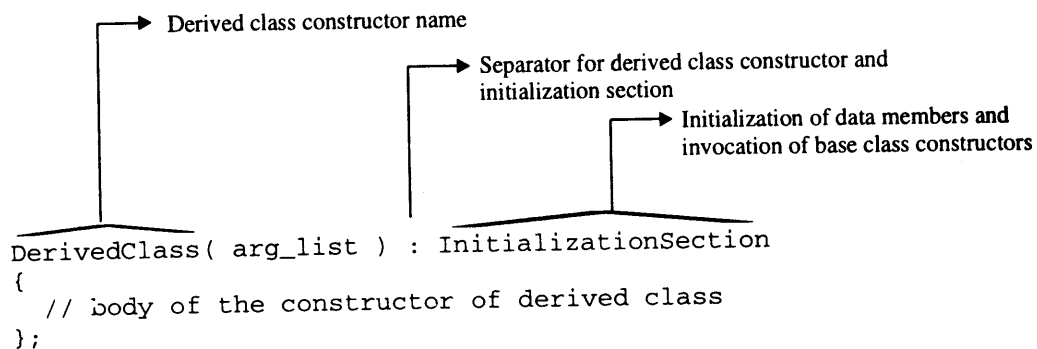 Derived class constructor name
Separator for derived class constructor and
initialization section
Initialization of data members and
invocation of base class constructors
DerivedClass( arg_list ) : InitializationSection
{
// body of the constructor of derived class
};